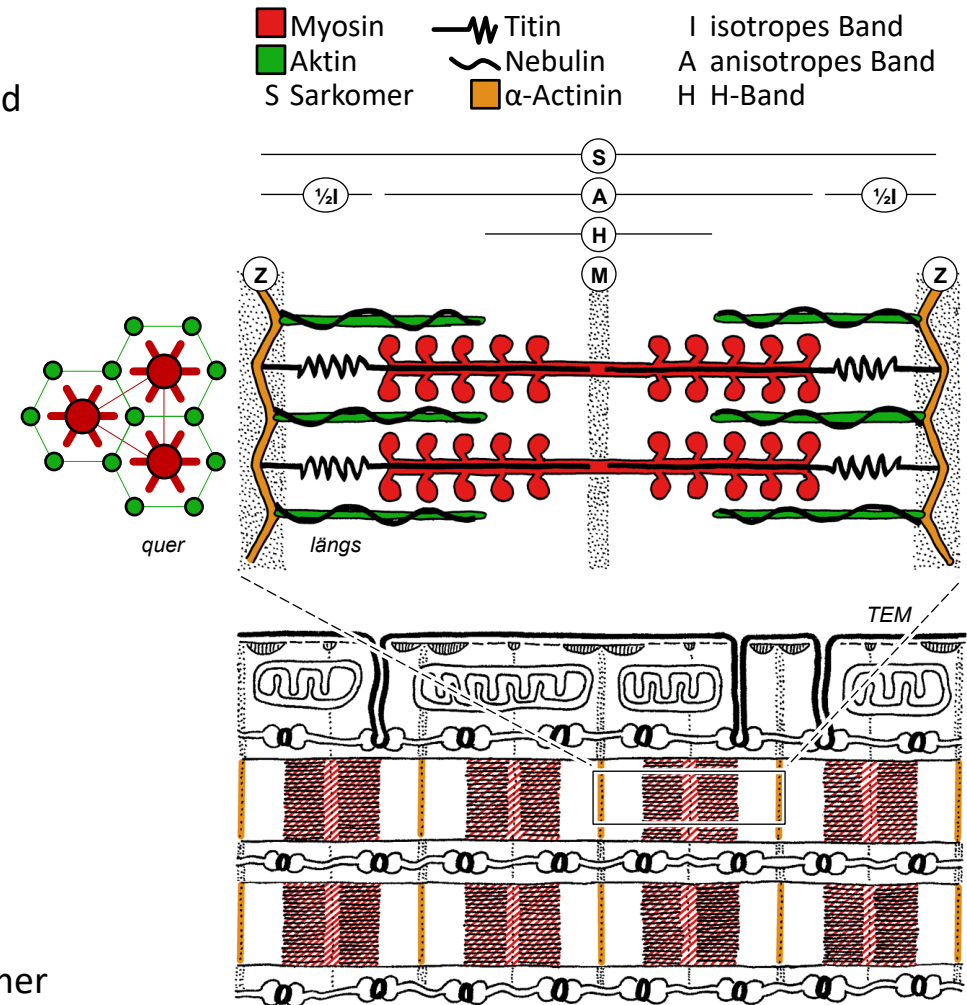 Myosin Titin I isotropes Band
Aktin Nebulin A anisotropes Band
d
S Sarkomer α-Actinin H H-Band
S
½I A ½I
H
Z M Z
quer längs
TEM
ner